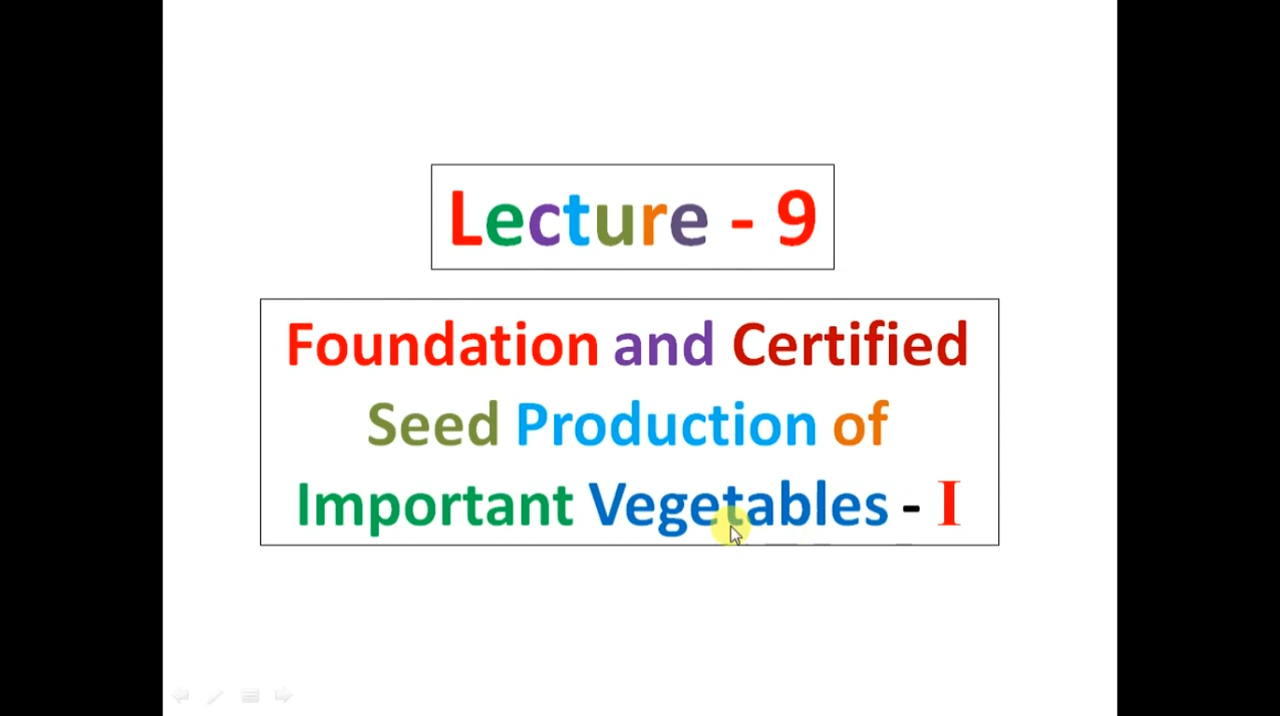 Lecture - 9
Foundation and Certified
Seed Production of
Important Vegetables - I